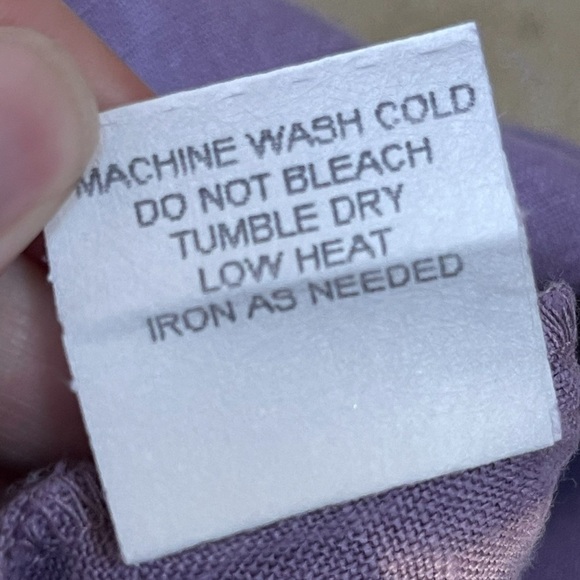 MACHINE WASH COLD
DO NOT BLEACH
TUMBLE DRY
LOW HEAT
IRON AS NEEDED